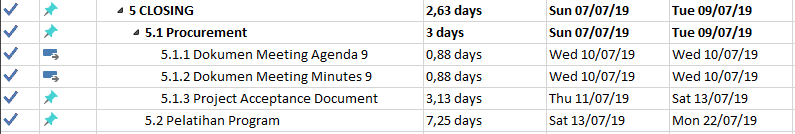 5 CLOSING 2,63 days Sun 07/07/19 Tue 09/07/19
5.1 Procurement 3 days Sun 07/07/19 Tue 09/07/19
5.1.1 Dokumen Meeting Agenda 9 0,88 days Wed 10/07/19 Wed 10/07/19
5.1.2 Dokumen Meeting Minutes 9 0,88 days Wed 10/07/19 Wed 10/07/19
5.1.3 Project Acceptance Document 3,13 days Thu 11/07/19 Sat 13/07/19
5.2 Pelatihan Program 7,25 days Sat 13/07/19 Mon 22/07/19